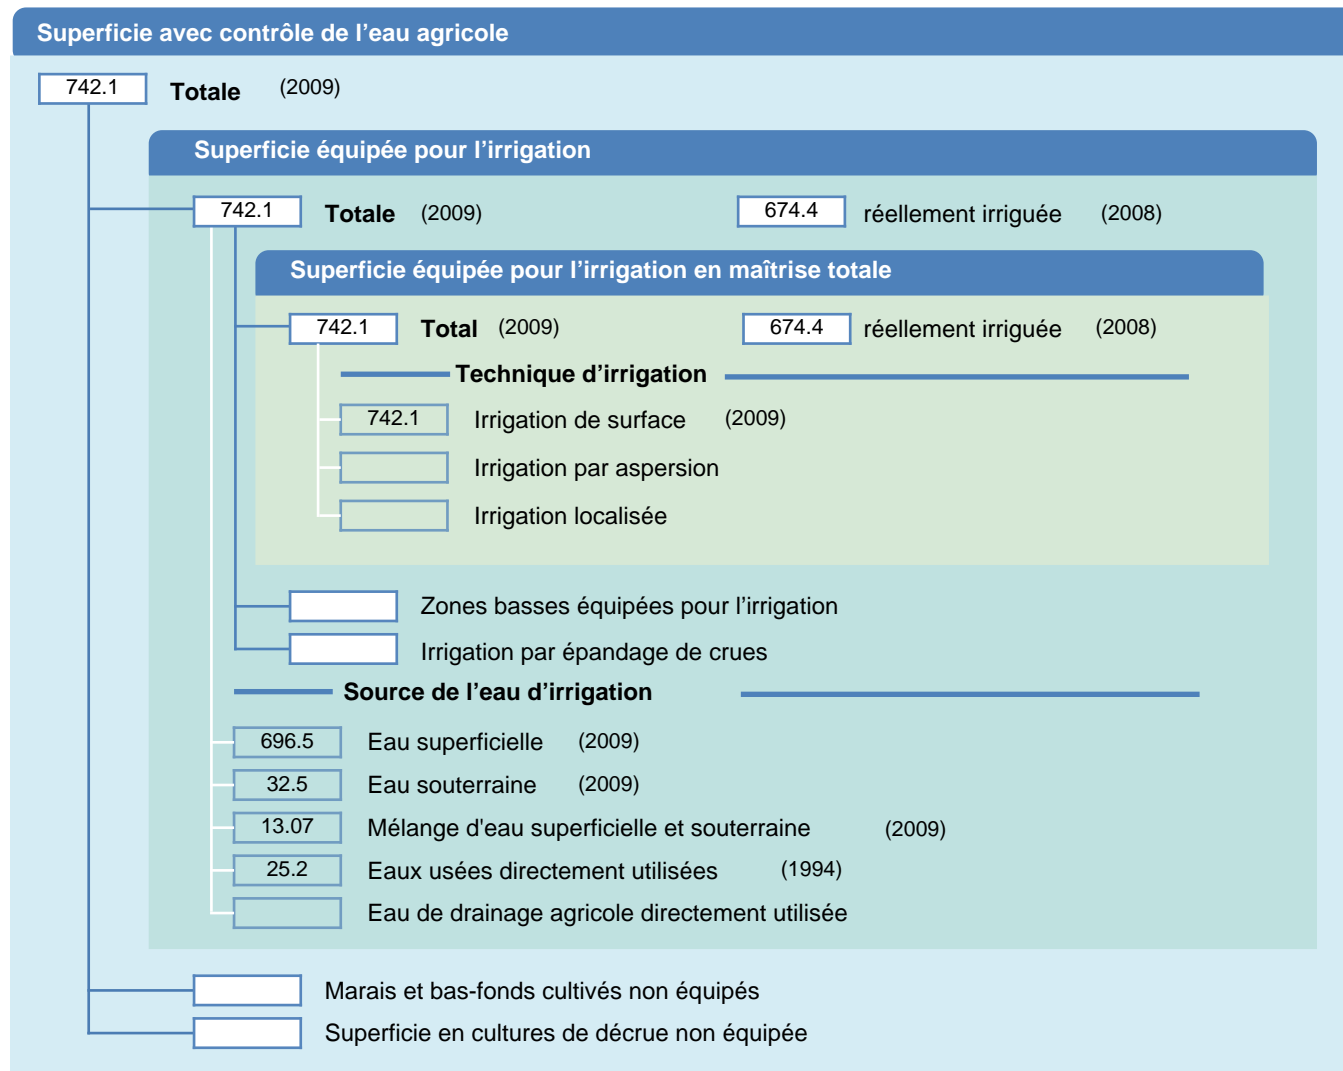 Superficie avec contrôle de l'eau agricole
742.1 Totale (2009)
Superficie équipée pour l'irrigation
742.1 Totale (2009) 674.4 réellement irriguée (2008)
Superficie équipée pour l'irrigation en maîtrise totale
742.1 Total (2009) 674.4 réellement irriguée (2008)
Technique d'irrigation
742.1 Irrigation de surface (2009)
Irrigation par aspersion
Irrigation localisée
Zones basses équipées pour l'irrigation
Irrigation par épandage de crues
Source de l'eau d'irrigation
696.5 Eau superficielle (2009)
32.5 Eau souterraine (2009)
13.07 Mélange d'eau superficielle et souterraine (2009)
25.2 Eaux usées directement utilisées (1994)
Eau de drainage agricole directement utilisée
Marais et bas-fonds cultivés non équipés
Superficie en cultures de décrue non équipée